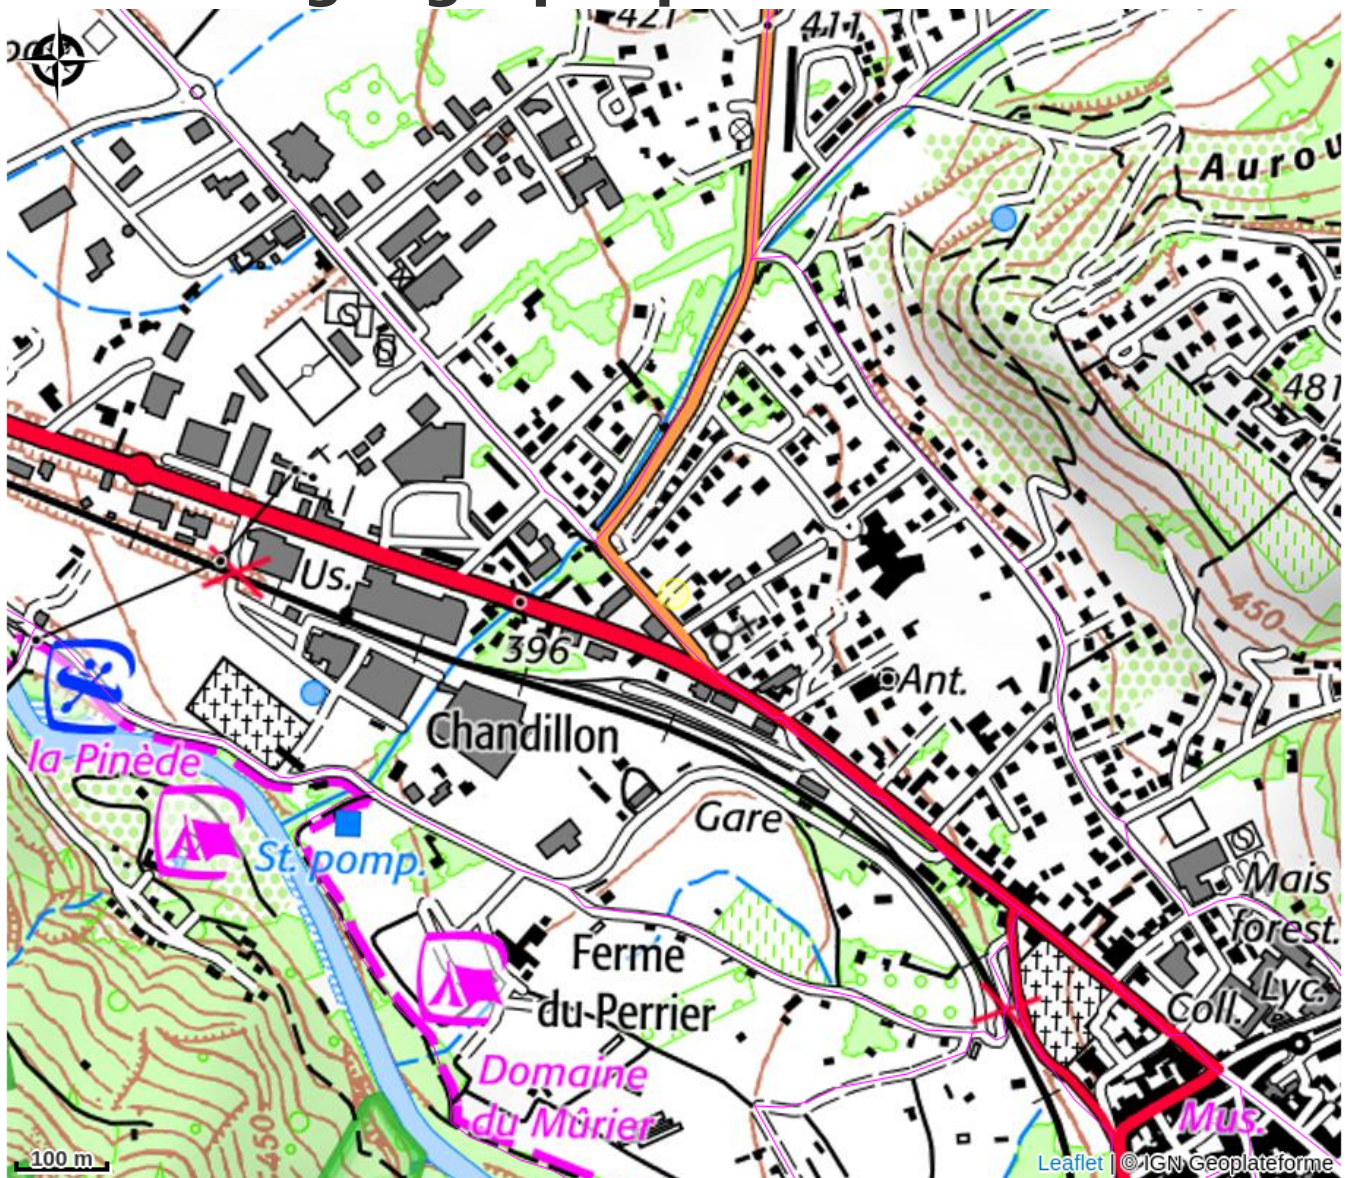 421
411
Aurou
481
Us.
396
450
Ant.
Chandillon
la Pinède
Gare
St. pomp.
Mais
forest.
Ferme
du Perrier
Lyc.
Coll.
Domaine
du Mûrier
Mus.
450
100 m
Leaflet | © IGN Geoplateforme